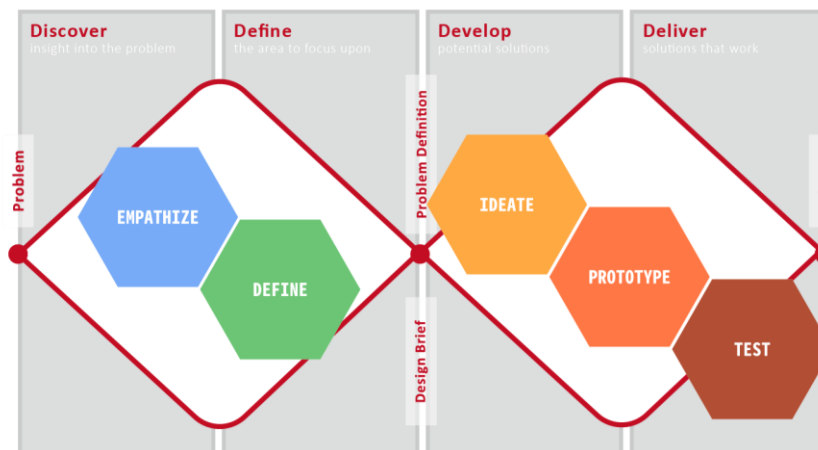 Discover
insight into the problem
Define
the area to focus upon
Develop
potential solutions
Deliver
solutions that work
Problem
Problem Definition
Design Brief
EMPATHIZE
DEFINE
IDEATE
PROTOTYPE
TEST